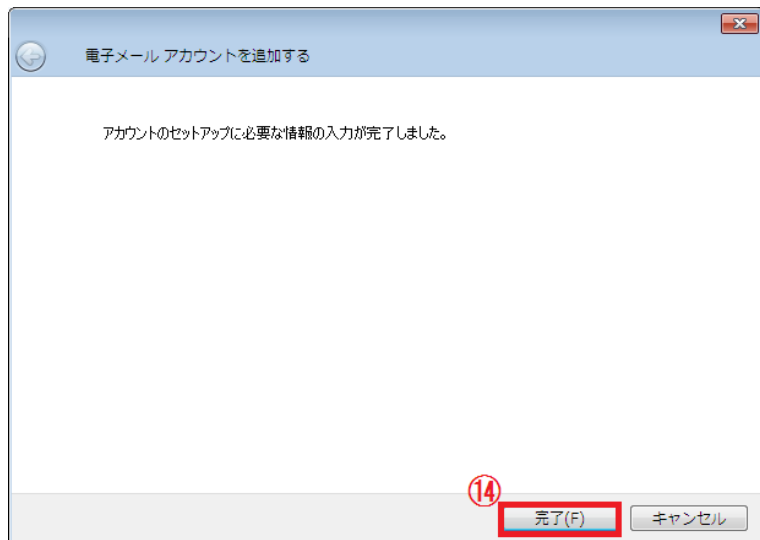 電子メール アカウントを追加する
アカウントのセットアップに必要な情報の入力が完了しました。
⑭
完了(F)
キャンセル